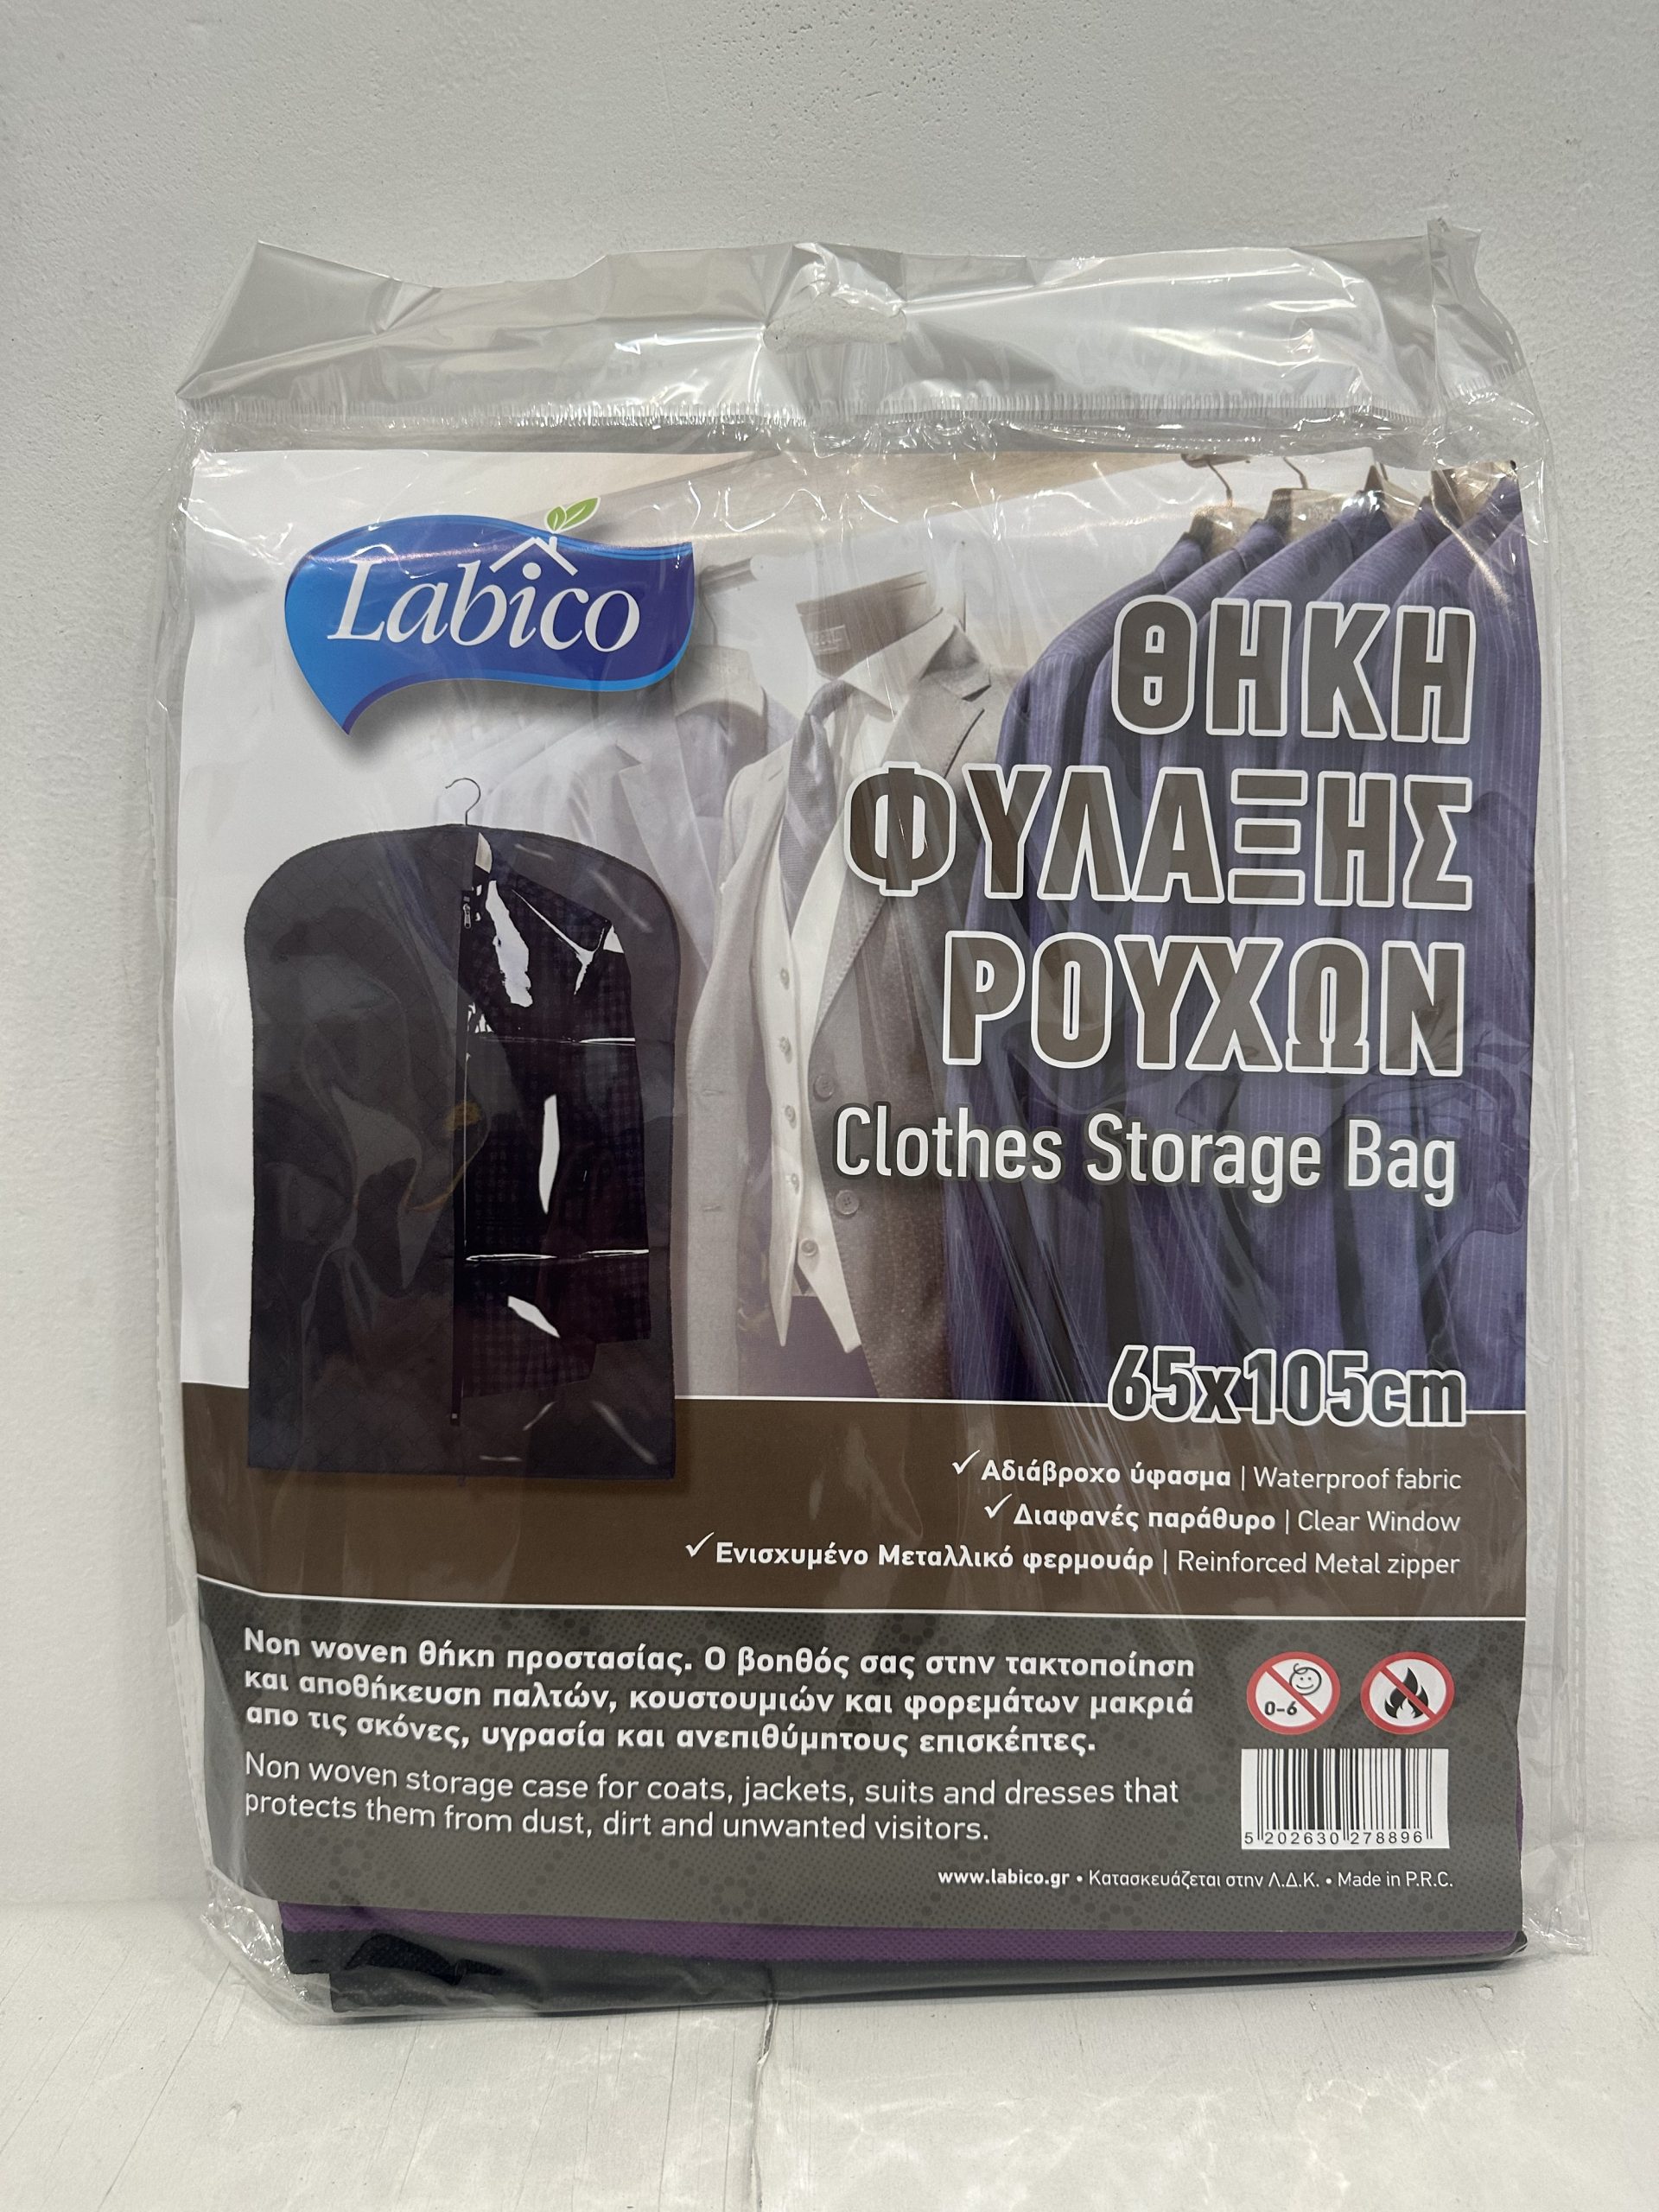 Labico
ΘΗΚΗ
ΦΥΛΑΞΗΣ
ΡΟΥΧΩΝ
Clothes Storage Bag
65x105cm
✓ Αδιάβροχο ύφασμα | Waterproof fabric
✓ Διαφανές παράθυρο | Clear Window
✓ Ενισχυμένο Μεταλλικό φερμουάρ | Reinforced Metal zipper
Non woven θήκη προστασίας. Ο βοηθός σας στην τακτοποίηση
και αποθήκευση παλτών, κουστουμιών και φορεμάτων μακριά
απο τις σκόνες, υγρασία και ανεπιθύμητους επισκέπτες.
Non woven storage case for coats, jackets, suits and dresses that
protects them from dust, dirt and unwanted visitors.
0-6
5 202630 278896
www.labico.gr • Κατασκευάζεται στην Λ.Δ.Κ. • Made in P.R.C.